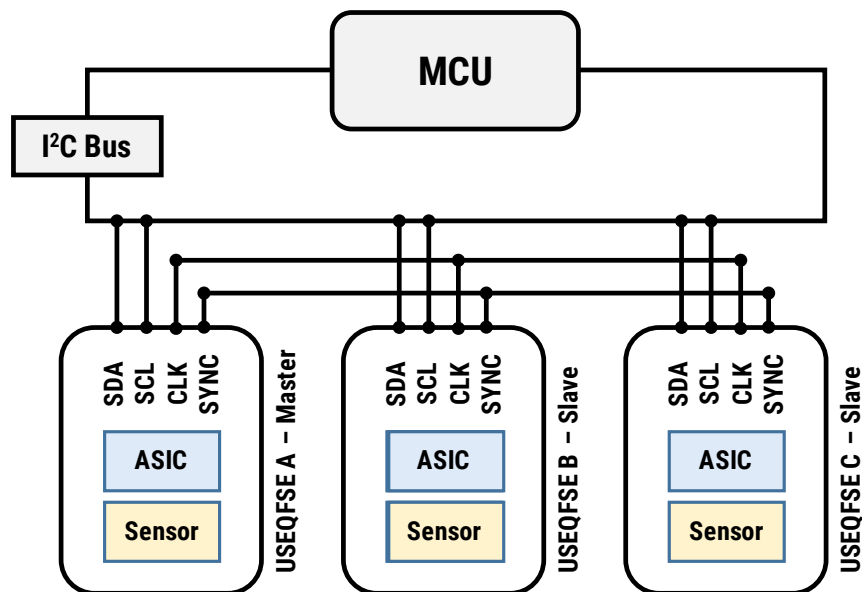 MCU
I²C Bus
SDA
SCL
CLK
SYNC
ASIC
Sensor
USEQFSE A – Master
SDA
SCL
CLK
SYNC
ASIC
Sensor
USEQFSE B – Slave
SDA
SCL
CLK
SYNC
ASIC
Sensor
USEQFSE C – Slave